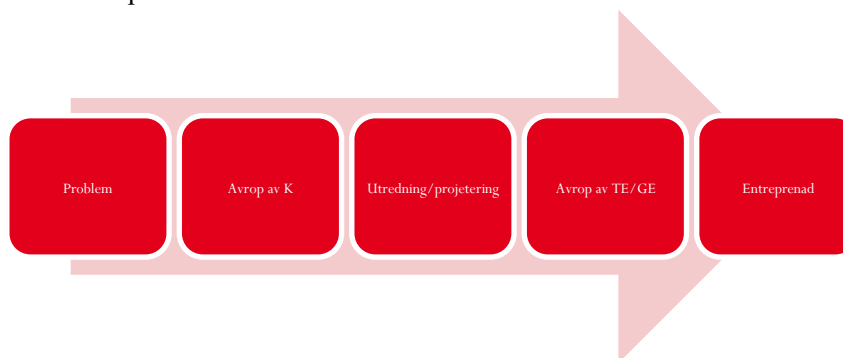 Problem
Avrop av K
Utredning/projetering
Avrop av TE/GE
Entreprenad